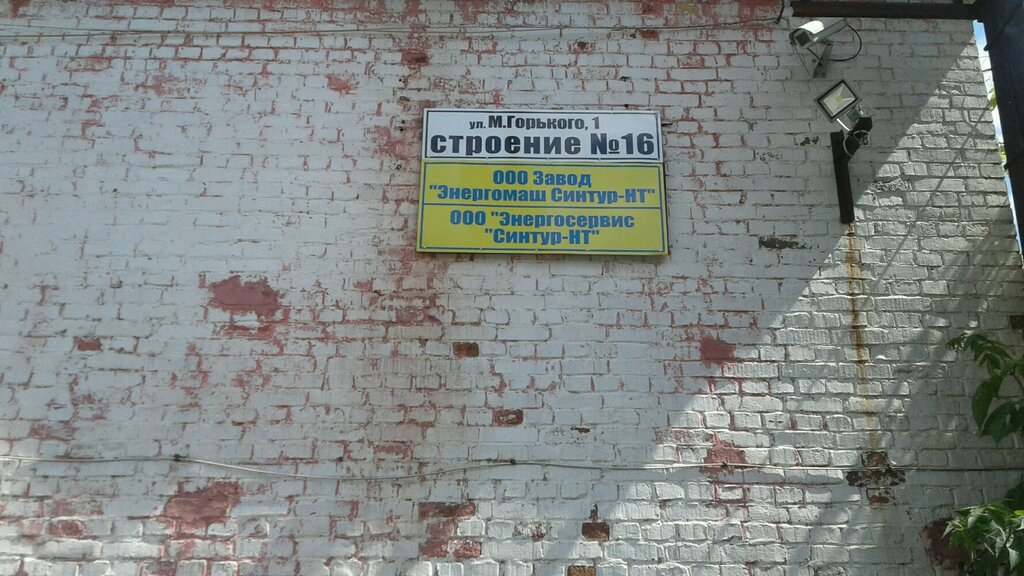 ул. М.Горького, 1
строение №16
ООО Завод
"Энергомаш Синтур-НТ"
ООО "Энергосервис
"Синтур-НТ"